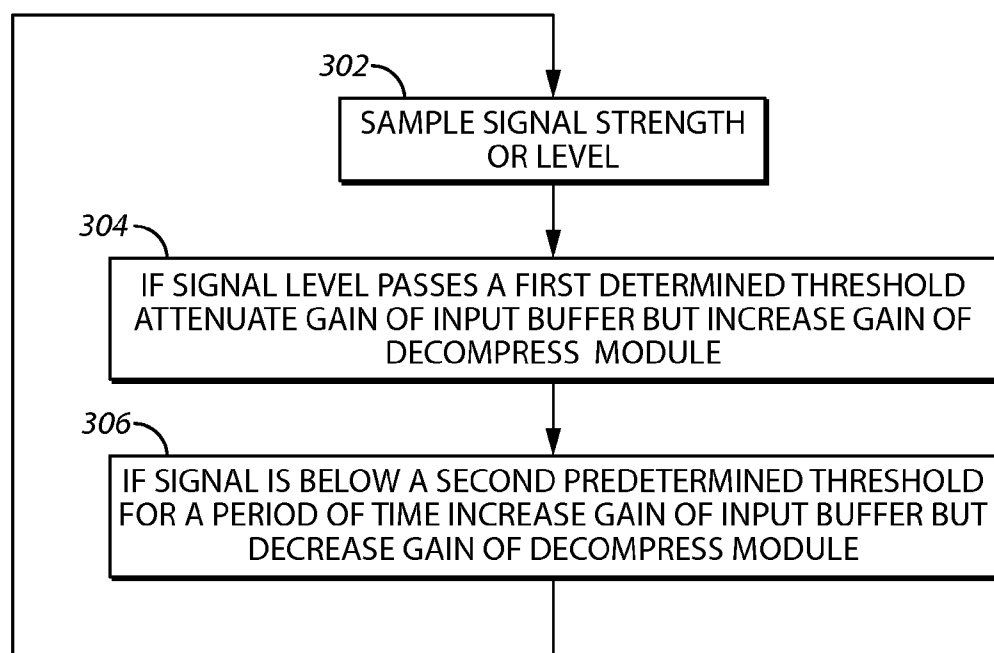 302
SAMPLE SIGNAL STRENGTH
OR LEVEL
304
IF SIGNAL LEVEL PASSES A FIRST DETERMINED THRESHOLD
ATTENUATE GAIN OF INPUT BUFFER BUT INCREASE GAIN OF
DECOMPRESS MODULE
306
IF SIGNAL IS BELOW A SECOND PREDETERMINED THRESHOLD
FOR A PERIOD OF TIME INCREASE GAIN OF INPUT BUFFER BUT
DECREASE GAIN OF DECOMPRESS MODULE